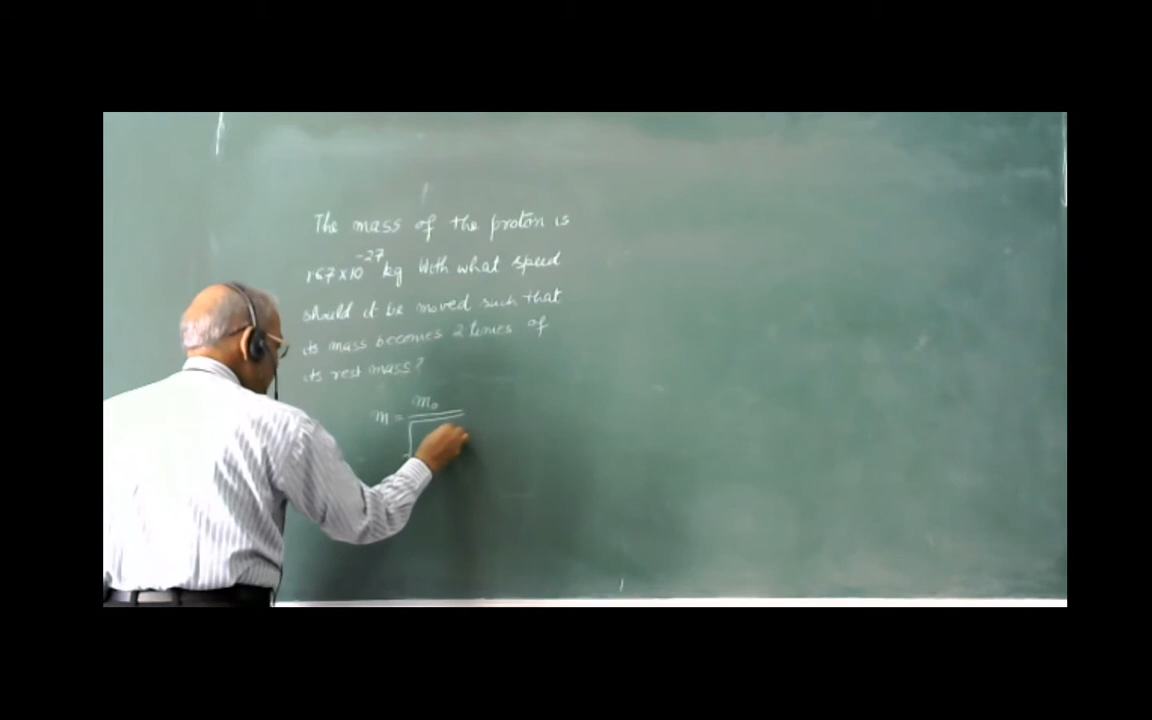 The mass of the proton is
1.67×10⁻²⁷ kg With what speed
should it be moved such that
its mass becomes 2 times of
its rest mass?
m = m₀ / √